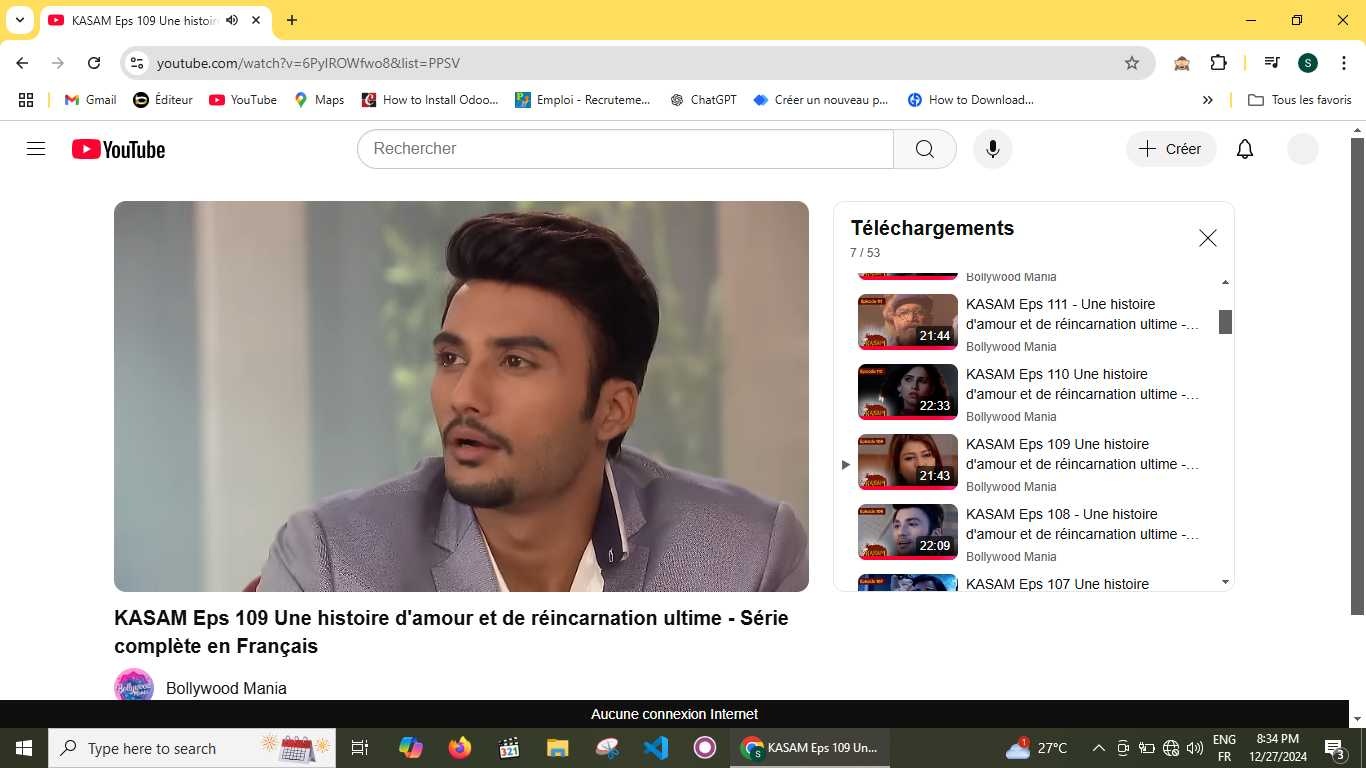 KASAM Eps 109 Une histoir
youtube.com/watch?v=6PyIROWfwo8&list=PPSV
S
Gmail
Éditeur
YouTube
Maps
How to Install Odoo...
Emploi - Recruteme...
ChatGPT
Créer un nouveau p...
How to Download...
»
Tous les favoris
YouTube
Rechercher
Créer
Téléchargements
7 / 53
Bollywood Mania
KASAM Eps 111 - Une histoire
d'amour et de réincarnation ultime -...
21:44
Bollywood Mania
KASAM Eps 110 Une histoire
d'amour et de réincarnation ultime -...
22:33
Bollywood Mania
KASAM Eps 109 Une histoire
d'amour et de réincarnation ultime -...
21:43
Bollywood Mania
KASAM Eps 108 - Une histoire
d'amour et de réincarnation ultime -...
22:09
Bollywood Mania
KASAM Eps 107 Une histoire
KASAM Eps 109 Une histoire d'amour et de réincarnation ultime - Série
complète en Français
Bollywood Mania
Aucune connexion Internet
Type here to search
KASAM Eps 109 Un...
27°C
ENG
FR
8:34 PM
12/27/2024
3